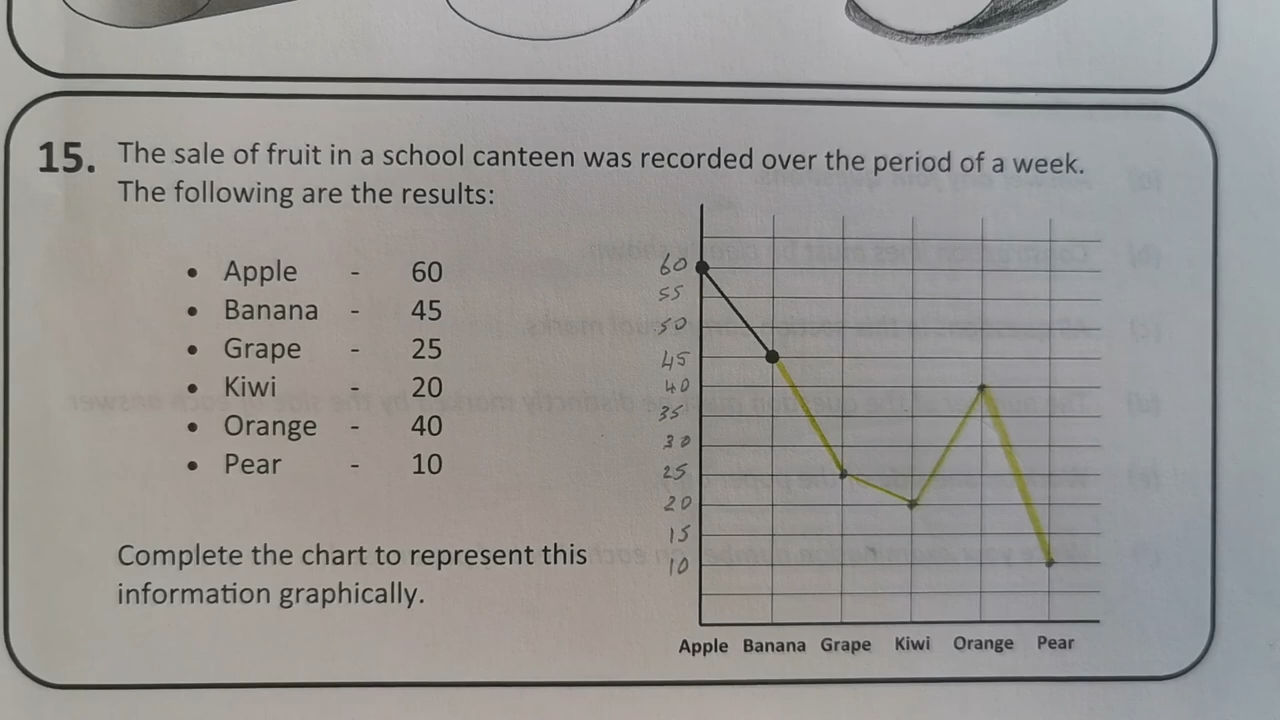 15. The sale of fruit in a school canteen was recorded over the period of a week.
The following are the results:
• Apple - 60
• Banana - 45
• Grape - 25
• Kiwi - 20
• Orange - 40
• Pear - 10
Complete the chart to represent this
information graphically.
60
55
50
45
40
35
30
25
20
15
10
Apple Banana Grape Kiwi Orange Pear